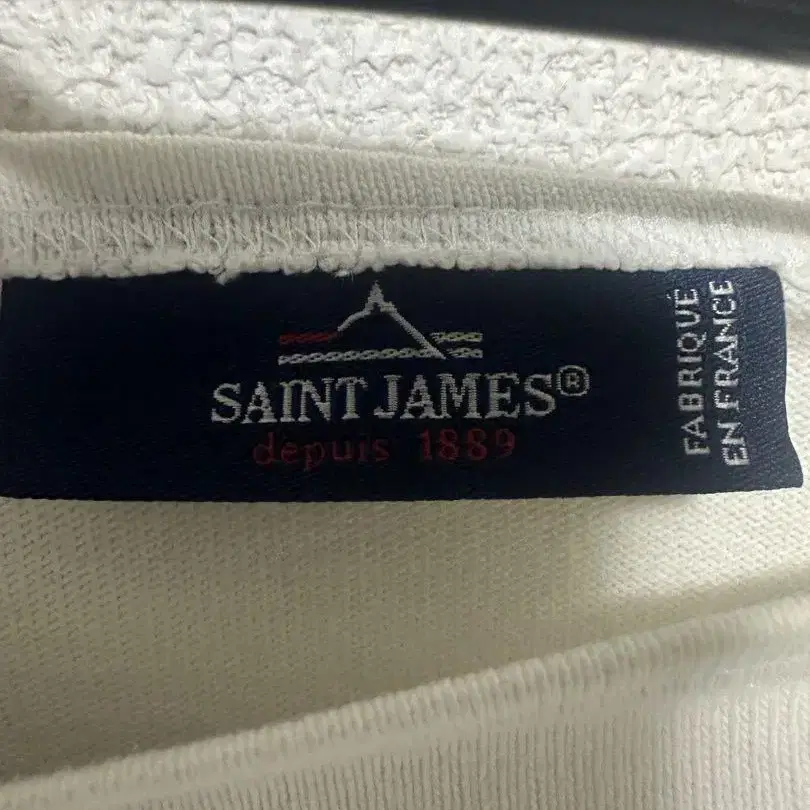 SAINT JAMES®
depuis 1889
FABRIQUÉ
EN FRANCE